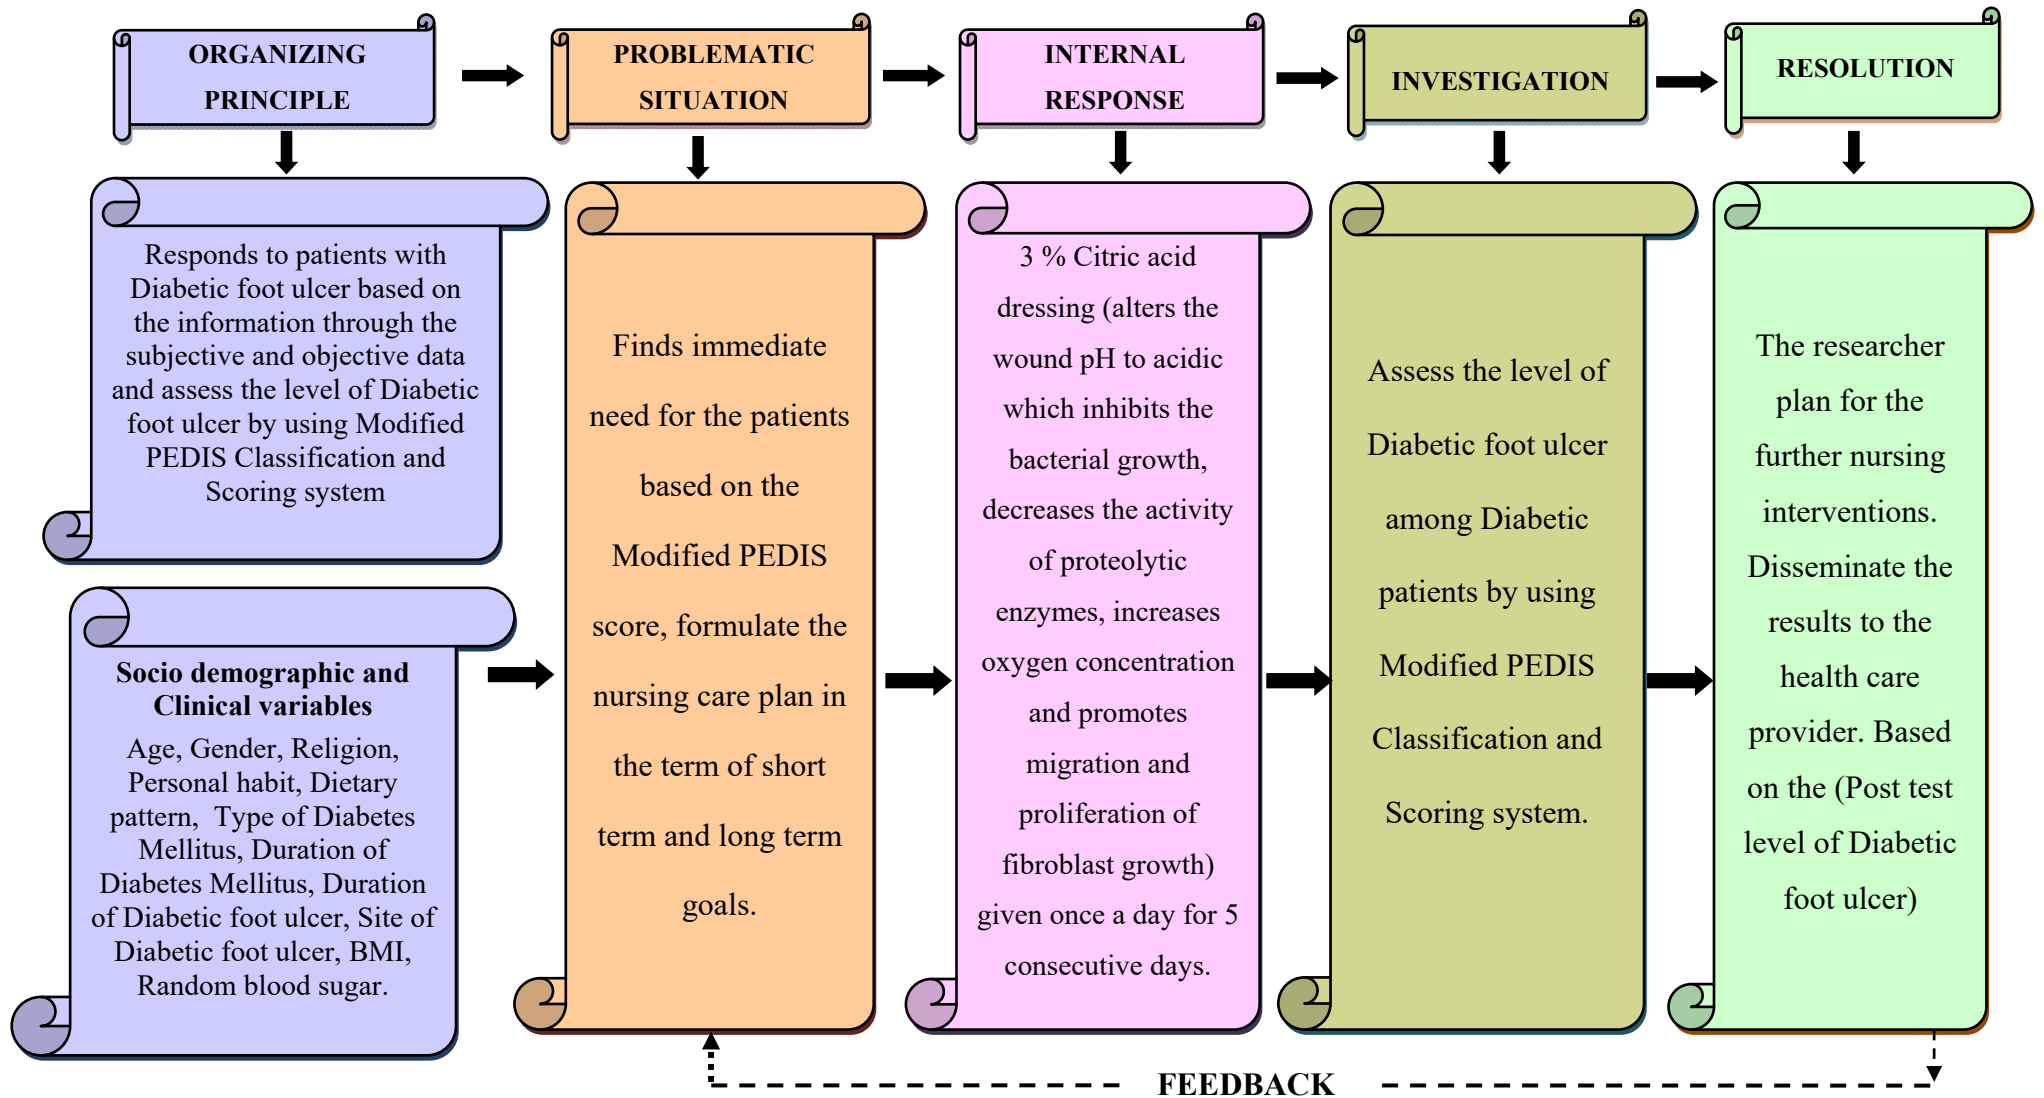 ORGANIZING
PRINCIPLE
PROBLEMATIC
SITUATION
INTERNAL
RESPONSE
INVESTIGATION
RESOLUTION
Responds to patients with
Diabetic foot ulcer based on
the information through the
subjective and objective data
and assess the level of Diabetic
foot ulcer by using Modified
PEDIS Classification and
Scoring system
Socio demographic and
Clinical variables
Age, Gender, Religion,
Personal habit, Dietary
pattern, Type of Diabetes
Mellitus, Duration of
Diabetes Mellitus, Duration
of Diabetic foot ulcer, Site of
Diabetic foot ulcer, BMI,
Random blood sugar.
Finds immediate
need for the patients
based on the
Modified PEDIS
score, formulate the
nursing care plan in
the term of short
term and long term
goals.
3 % Citric acid
dressing (alters the
wound pH to acidic
which inhibits the
bacterial growth,
decreases the activity
of proteolytic
enzymes, increases
oxygen concentration
and promotes
migration and
proliferation of
fibroblast growth)
given once a day for 5
consecutive days.
Assess the level of
Diabetic foot ulcer
among Diabetic
patients by using
Modified PEDIS
Classification and
Scoring system.
The researcher
plan for the
further nursing
interventions.
Disseminate the
results to the
health care
provider. Based
on the (Post test
level of Diabetic
foot ulcer)
FEEDBACK